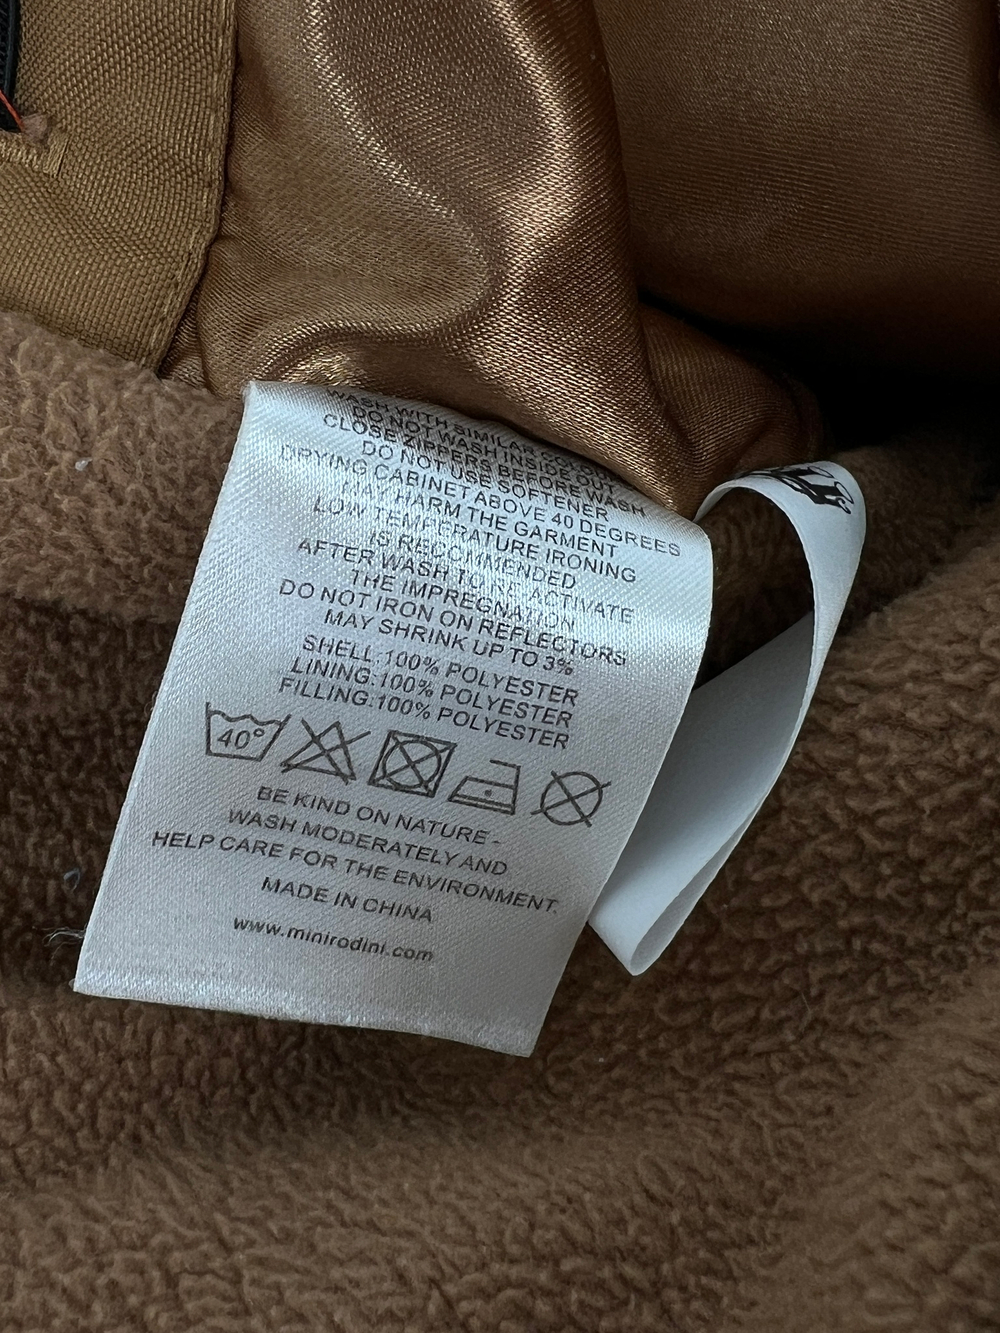 WASH WITH SIMILAR
DO NOT WASH INSIDE OUT
CLOSE ZIPPERS BEFORE WASH
DO NOT USE SOFTENER
DRYING CABINET ABOVE 40 DEGREES
MAY HARM THE GARMENT
LOW TEMPERATURE IRONING
IS RECOMMENDED
AFTER WASH TO RE ACTIVATE
THE IMPREGNATION
DO NOT IRON ON REFLECTORS
MAY SHRINK UP TO 3%
SHELL:100% POLYESTER
LINING:100% POLYESTER
FILLING:100% POLYESTER
40°
BE KIND ON NATURE -
WASH MODERATELY AND
HELP CARE FOR THE ENVIRONMENT.
MADE IN CHINA
www.minirodini.com